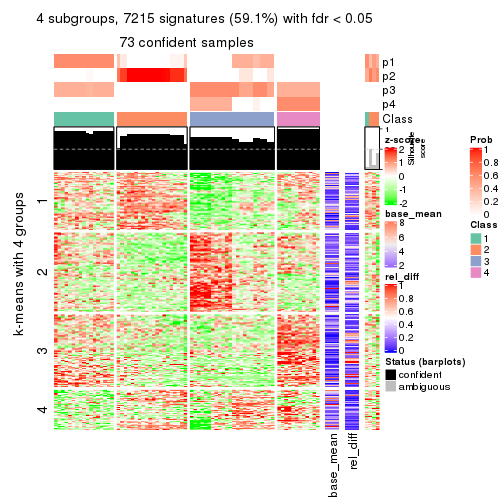 4 subgroups, 7215 signatures (59.1%) with fdr < 0.05
73 confident samples
p1
p2
p3
p4
Class
1
Silhouette
score
k-means with 4 groups
1
2
3
4
base_mean
rel_diff
z-score
2
1
0
-1
-2
base_mean
8
6
4
2
rel_diff
1
0.8
0.6
0.4
0.2
0
Status (barplots)
confident
ambiguous
Prob
1
0.8
0.6
0.4
0.2
0
Class
1
2
3
4